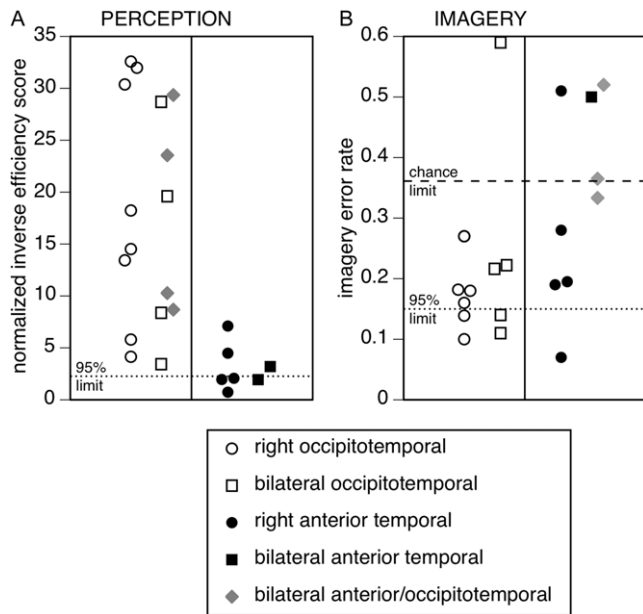 A PERCEPTION
normalized inverse efficiency score
35
30
25
20
15
10
5
0
95%
limit
B IMAGERY
imagery error rate
0.6
0.5
0.4
0.3
0.2
0.1
0
chance
limit
95%
limit
right occipitotemporal
bilateral occipitotemporal
right anterior temporal
bilateral anterior temporal
bilateral anterior/occipitotemporal